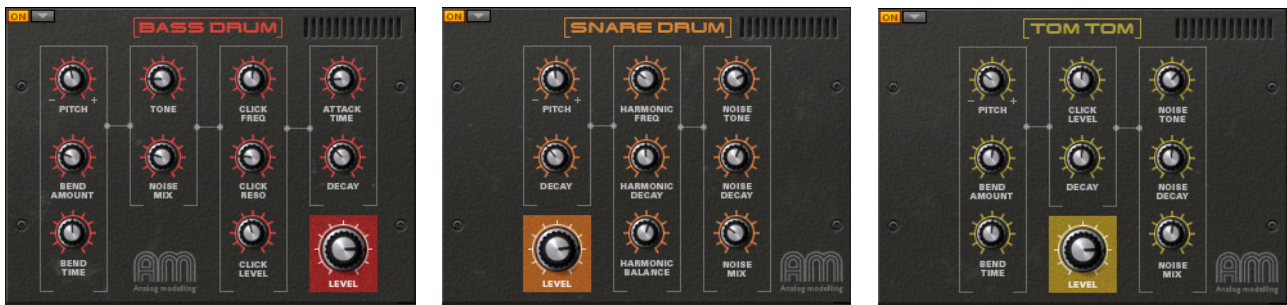 ON
BASS DRUM
- PITCH +
TONE
CLICK
FREQ
ATTACK
TIME
BEND
AMOUNT
NOISE
MIX
CLICK
RESO
DECAY
BEND
TIME
AM
Analog modelling
CLICK
LEVEL
LEVEL
ON
SNARE DRUM
- PITCH +
HARMONIC
FREQ
NOISE
TONE
DECAY
HARMONIC
DECAY
NOISE
DECAY
LEVEL
HARMONIC
BALANCE
NOISE
MIX
AM
Analog modelling
ON
TOM TOM
- PITCH +
CLICK
LEVEL
NOISE
TONE
BEND
AMOUNT
DECAY
NOISE
DECAY
BEND
TIME
LEVEL
NOISE
MIX
AM
Analog modelling